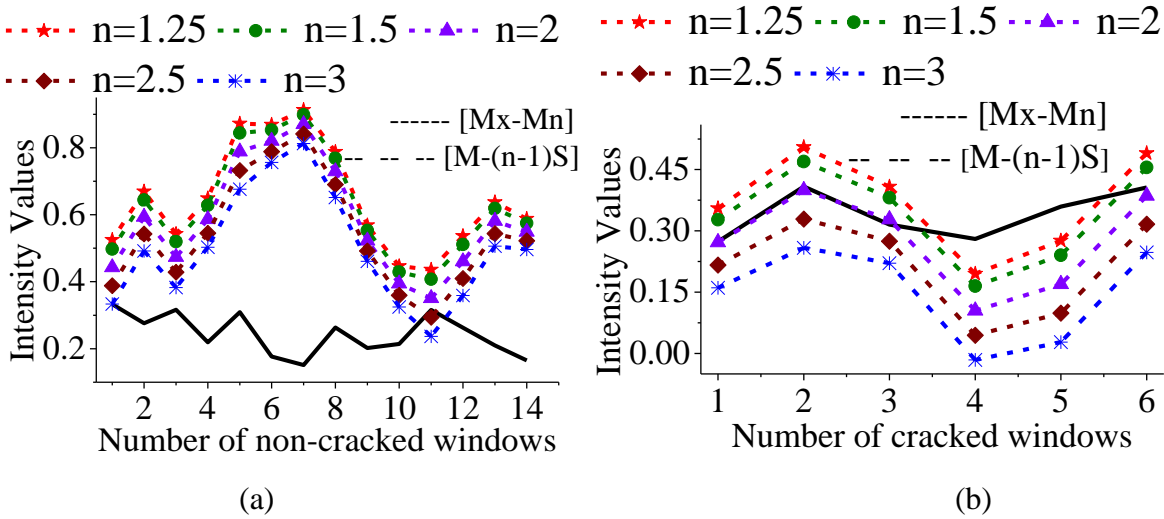 n=1.25 n=1.5 n=2
n=2.5 n=3
[Mx-Mn]
[M-(n-1)S]
0.8
0.6
0.4
0.2
Intensity Values
2 4 6 8 10 12 14
Number of non-cracked windows
(a)
n=1.25 n=1.5 n=2
n=2.5 n=3
[Mx-Mn]
[M-(n-1)S]
0.45
0.30
0.15
0.00
Intensity Values
1 2 3 4 5 6
Number of cracked windows
(b)